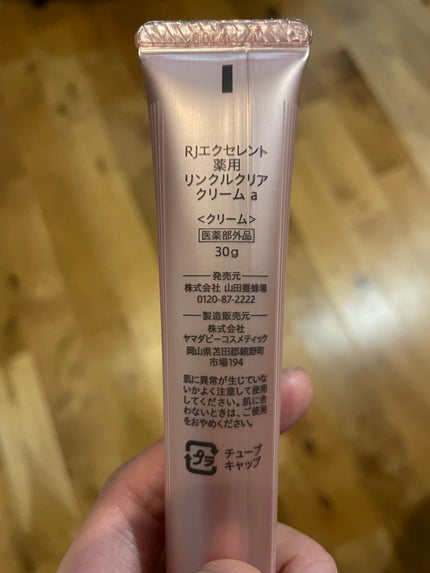 RJエクセレント
薬用
リンクルクリア
クリーム a
<クリーム>
医薬部外品
30g
発売元
株式会社 山田養蜂場
0120-87-2222
製造販売元
株式会社
ヤマダビーコスメティック
岡山県苫田郡鏡野町
市場194
肌に異常が生じていな
いかよく注意して使用
してください。肌に合
わないときは、ご使用
をおやめください。
プラ
チューブ
キャップ